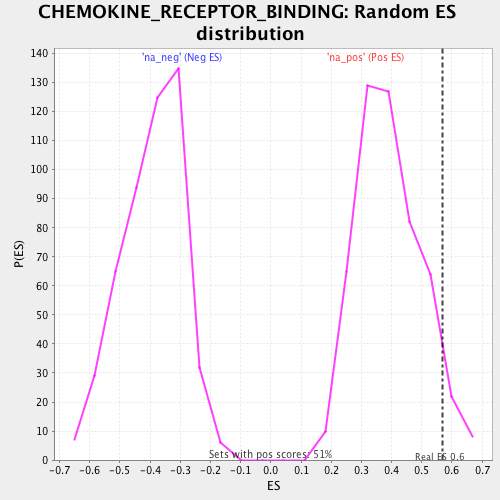 CHEMOKINE_RECEPTOR_BINDING: Random ES
distribution
'na_neg' (Neg ES)
'na_pos' (Pos ES)
140
130
120
110
100
90
80
70
60
50
40
30
20
10
0
P(ES)
Sets with pos scores: 51%
Real ES 0.6
-0.7 -0.6 -0.5 -0.4 -0.3 -0.2 -0.1 0.0 0.1 0.2 0.3 0.4 0.5 0.6 0.7
ES